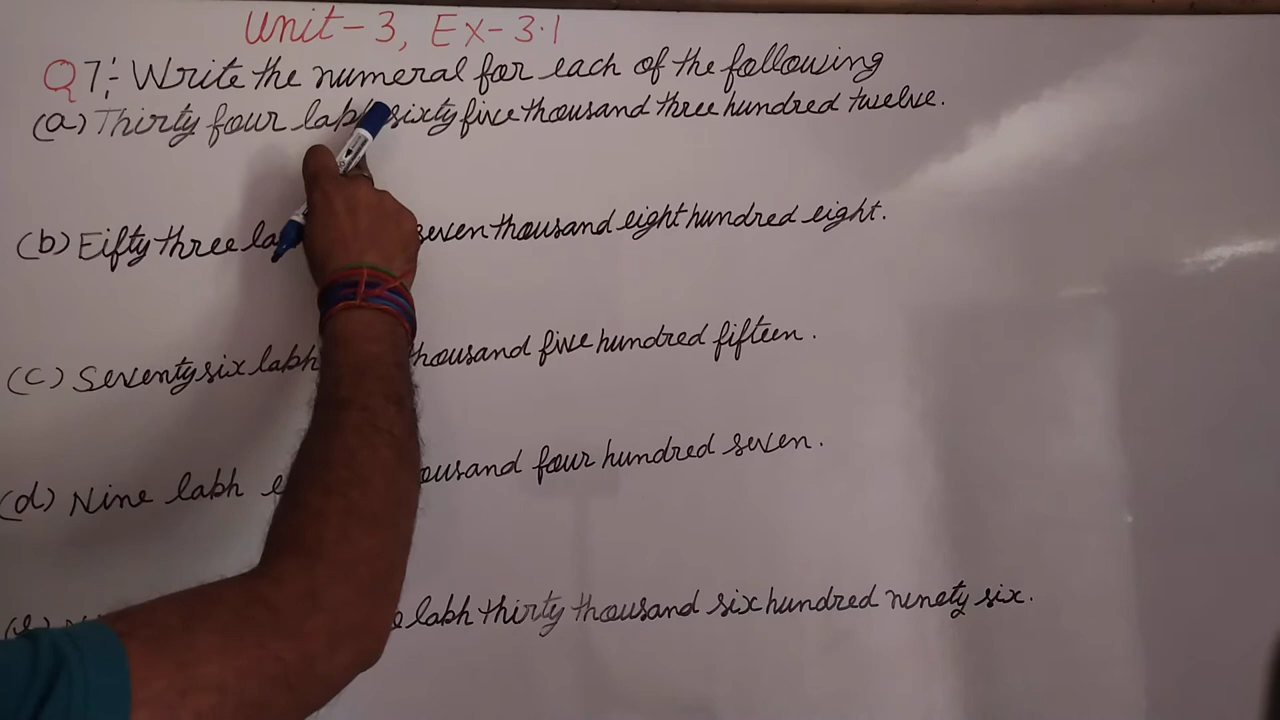 Unit-3, Ex-3.1
Q7:- Write the numeral for each of the following
(a) Thirty four lakh sixty five thousand three hundred twelve.
(b) Fifty three seven thousand eight hundred eight.
(c) Seventy six lakh thousand five hundred fifteen.
(d) Nine lakh four hundred seven.
lakh thirty thousand six hundred ninety six.